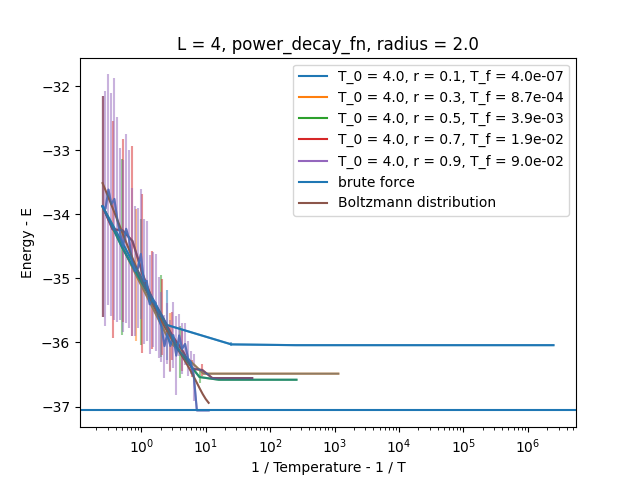 L = 4, power_decay_fn, radius = 2.0
T_0 = 4.0, r = 0.1, T_f = 4.0e-07
T_0 = 4.0, r = 0.3, T_f = 8.7e-04
T_0 = 4.0, r = 0.5, T_f = 3.9e-03
T_0 = 4.0, r = 0.7, T_f = 1.9e-02
T_0 = 4.0, r = 0.9, T_f = 9.0e-02
brute force
Boltzmann distribution
Energy - E
−32
−33
−34
−35
−36
−37
10⁰ 10¹ 10² 10³ 10⁴ 10⁵ 10⁶
1 / Temperature - 1 / T